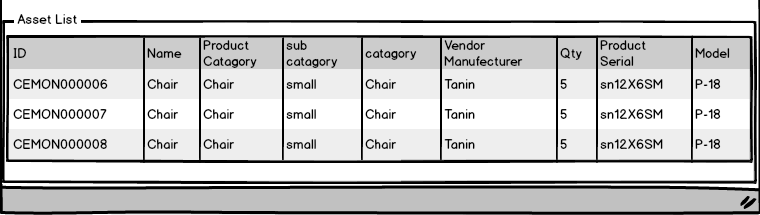 Asset List
ID Name Product Catagory sub catagory catagory Vendor Manufecturer Qty Product Serial Model
CEMON000006 Chair Chair small Chair Tanin 5 sn12X6SM P-18
CEMON000007 Chair Chair small Chair Tanin 5 sn12X6SM P-18
CEMON000008 Chair Chair small Chair Tanin 5 sn12X6SM P-18